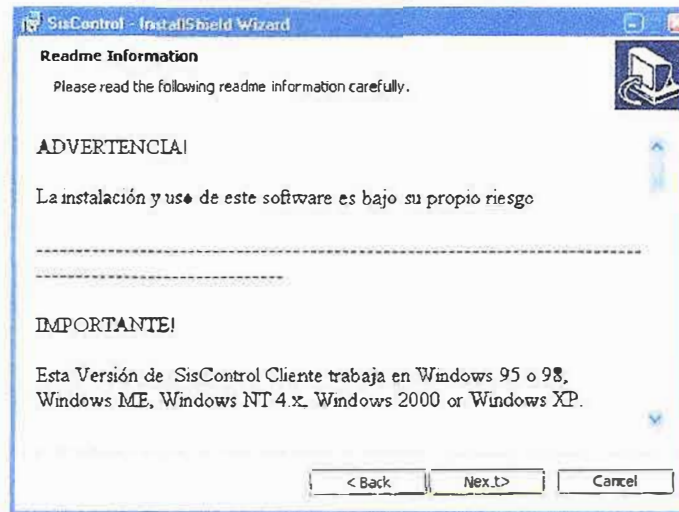 SisControl - InstallShield Wizard
Readme Information
Please read the following readme information carefully.
ADVERTENCIA!
La instalación y uso de este software es bajo su propio riesgo
--------------------------------------------------------------------------------
---------------------------------
IMPORTANTE!
Esta Versión de SisControl Cliente trabaja en Windows 95 o 98,
Windows ME, Windows NT 4.x. Windows 2000 or Windows XP.
< Back Next> Cancel